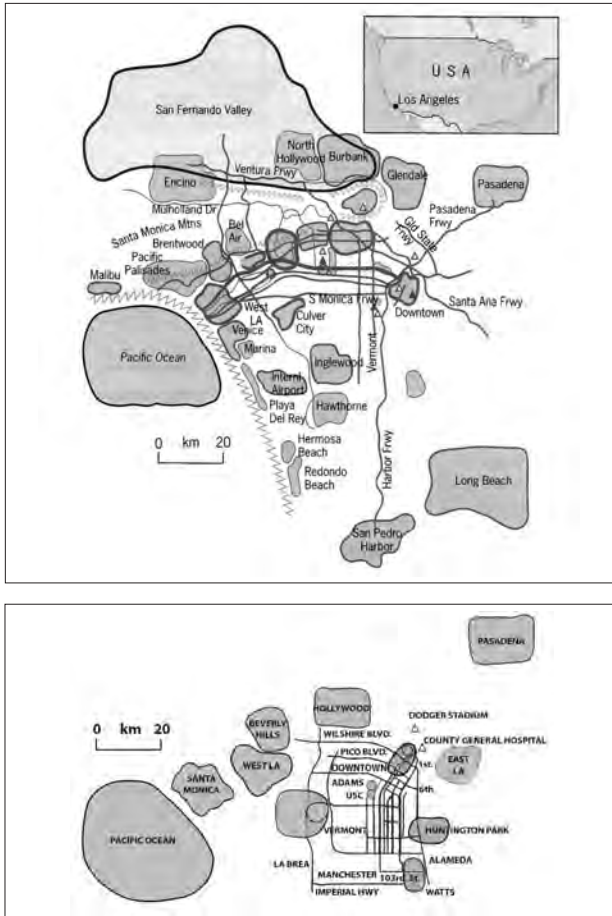 USA
Los Angeles
San Fernando Valley
North
Hollywood
Burbank
Ventura Frwy
Glendale
Encino
Pasadena
Mulholland Dr
Pasadena
Frwy
Santa Monica Mtns
Bel
Air
Gld State
Frwy
Brentwood
Pacific
Palisades
Malibu
West
LA
S Monica Frwy
Downtown
Santa Ana Frwy
Venice
Culver
City
Marina
Pacific Ocean
Vermont
Inglewood
Internl
Airport
Playa
Del Rey
Hawthorne
0 km 20
Hermosa
Beach
Harbor Frwy
Redondo
Beach
Long Beach
San Pedro
Harbor
PASADENA
HOLLYWOOD
0 km 20
BEVERLY
HILLS
DODGER STADIUM
WILSHIRE BLVD.
COUNTY GENERAL HOSPITAL
PICO BLVD.
1st.
EAST
LA
WEST LA
DOWNTOWN
SANTA
MONICA
ADAMS
6th.
USC
PACIFIC OCEAN
VERMONT
HUNTINGTON PARK
LA BREA
ALAMEDA
MANCHESTER
103rd. St.
IMPERIAL HWY
WATTS